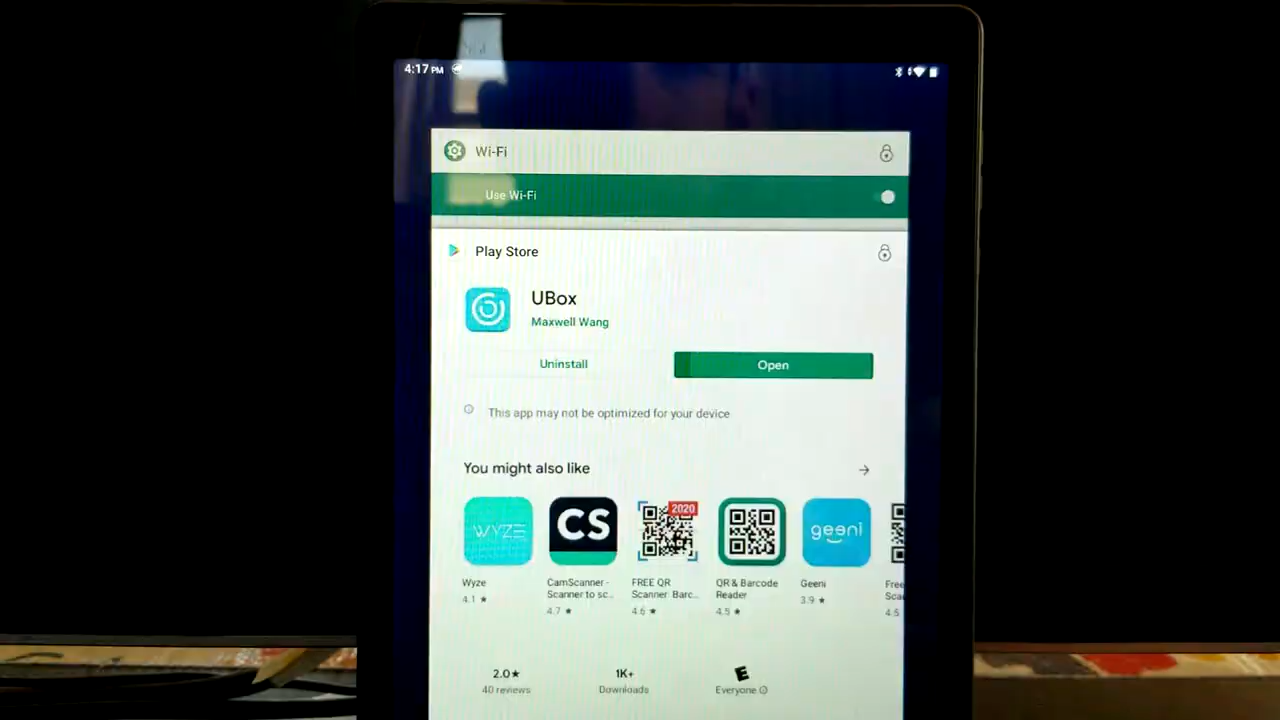 4:17 PM
Wi-Fi
Use Wi-Fi
Play Store
UBox
Maxwell Wang
Uninstall
Open
This app may not be optimized for your device
You might also like
WYZE
CS
2020
geeni
Wyze
CamScanner -
Scanner to sc...
FREE QR
Scanner: Barc...
QR & Barcode
Reader
Geeni
Free
4.1 ★
4.7 ★
4.6 ★
4.5 ★
3.9 ★
4.5
2.0★
1K+
E
40 reviews
Downloads
Everyone